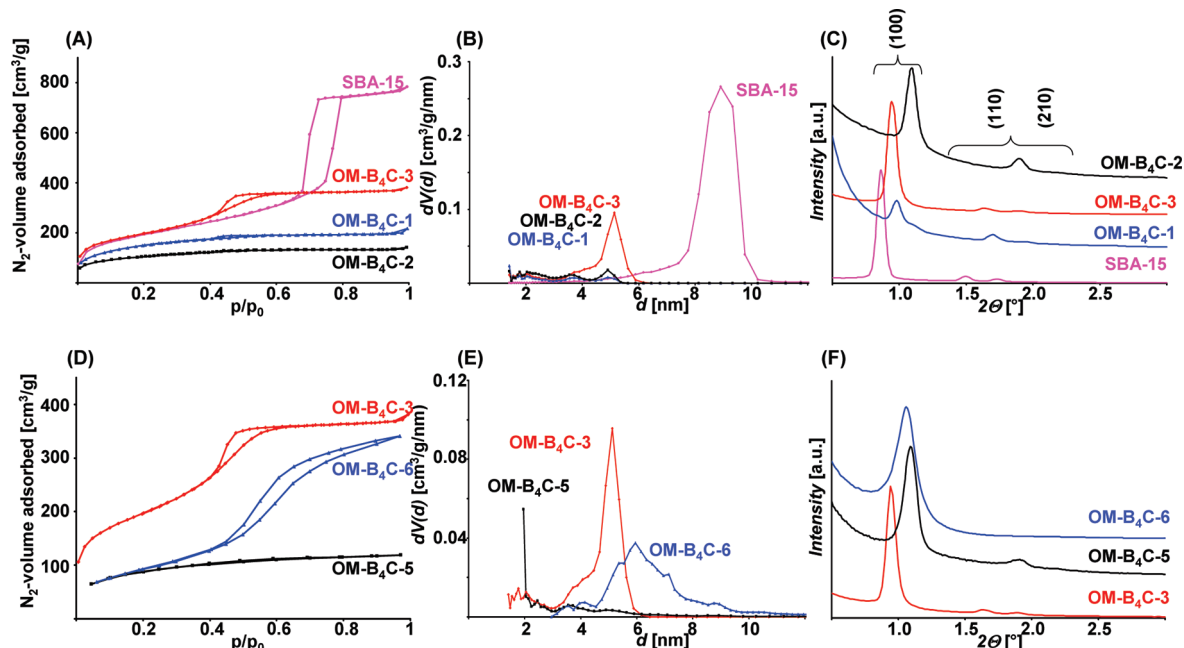 (A)
N₂-volume adsorbed [cm³/g]
800
600
400
200
SBA-15
OM-B₄C-3
OM-B₄C-1
OM-B₄C-2
0.2
0.4
0.6
0.8
1
p/p₀
(B)
dV(d) [cm³/g/nm]
0.3
0.2
0.1
0
SBA-15
OM-B₄C-3
OM-B₄C-2
OM-B₄C-1
2
4
6
8
10
12
d [nm]
(C)
Intensity [a.u.]
(100)
(110)
(210)
OM-B₄C-2
OM-B₄C-3
OM-B₄C-1
SBA-15
1.0
1.5
2.0
2.5
2Θ [°]
(D)
N₂-volume adsorbed [cm³/g]
400
300
200
100
OM-B₄C-3
OM-B₄C-6
OM-B₄C-5
0.2
0.4
0.6
0.8
1
p/p₀
(E)
dV(d) [cm³/g/nm]
0.12
0.08
0.04
0
OM-B₄C-3
OM-B₄C-5
OM-B₄C-6
2
4
6
8
10
12
d [nm]
(F)
Intensity [a.u.]
OM-B₄C-6
OM-B₄C-5
OM-B₄C-3
1.0
1.5
2.0
2.5
2Θ [°]